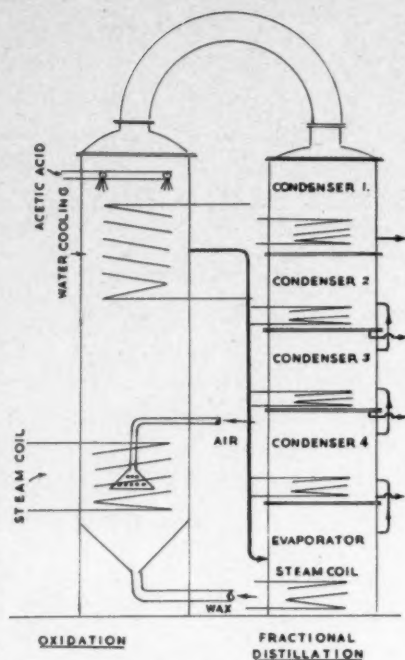 ACETIC ACID
WATER COOLING
STEAM COIL
AIR
WAX
CONDENSER 1.
CONDENSER 2
CONDENSER 3
CONDENSER 4
EVAPORATOR
STEAM COIL
OXIDATION
FRACTIONAL
DISTILLATION